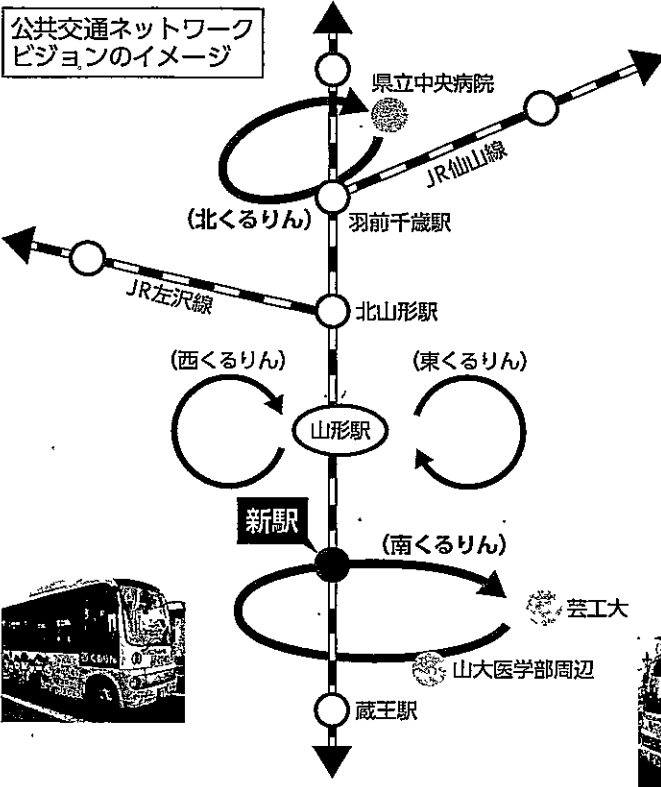 公共交通ネットワーク
ビジョンのイメージ
県立中央病院
JR仙山線
(北くるりん)
羽前千歳駅
JR左沢線
北山形駅
(西くるりん)
(東くるりん)
山形駅
新駅
(南くるりん)
芸工大
山大医学部周辺
蔵王駅